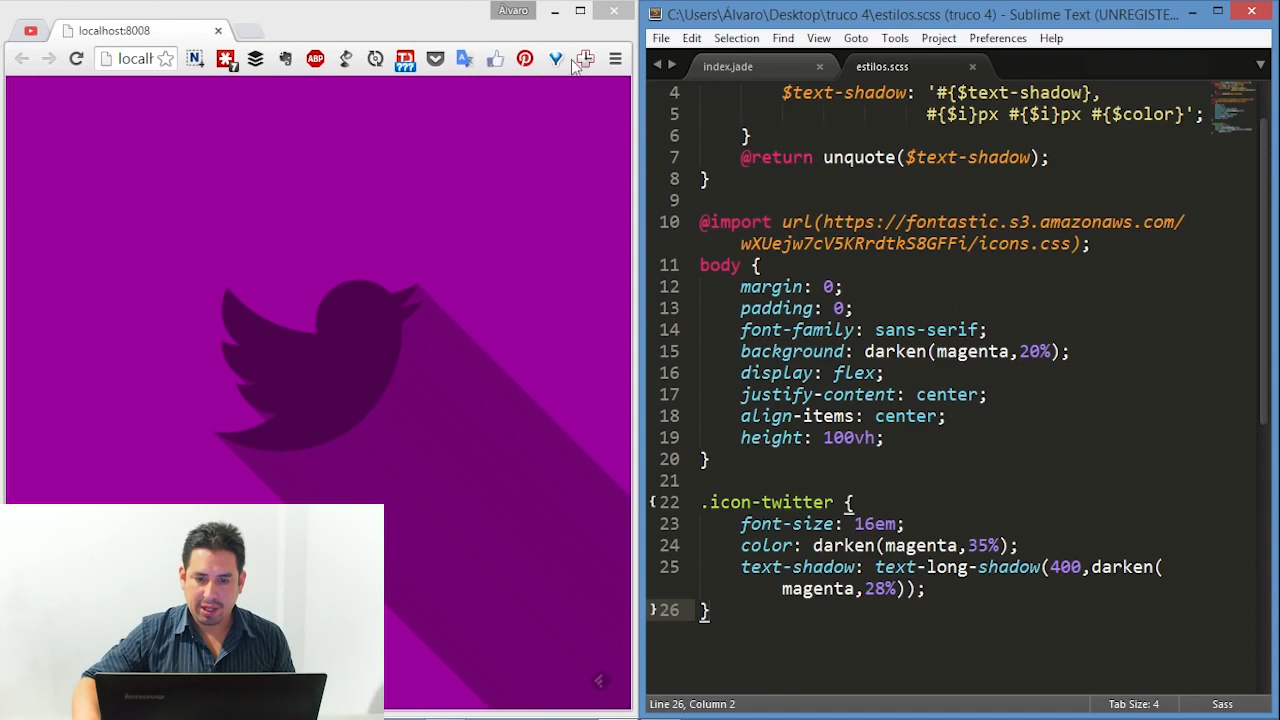 Álvaro
localhost:8008
localh
7
ABP
???
C:\Users\Álvaro\Desktop\truco 4\estilos.scss (truco 4) - Sublime Text (UNREGISTE...
File Edit Selection View Goto Tools Project Preferences Help
index.jade
estilos.scss
4 $text-shadow: '#{$text-shadow},
5 #{$i}px #{$i}px #{$color}';
6 }
7 @return unquote($text-shadow);
8 }
9
10 @import url(https://fontastic.s3.amazonaws.com/
wXUejw7cV5KRrdtkS8GFFi/icons.css);
11 body {
12 margin: 0;
13 padding: 0;
14 font-family: sans-serif;
15 background: darken(magenta,20%);
16 display: flex;
17 justify-content: center;
18 align-items: center;
19 height: 100vh;
20 }
21
22 .icon-twitter {
23 font-size: 16em;
24 color: darken(magenta,35%);
25 text-shadow: text-long-shadow(400,darken(
magenta,28%));
26 }
Line 26, Column 2
Tab Size: 4
Sass